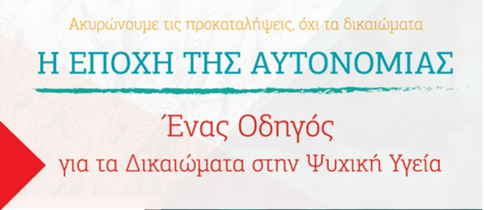 Ακυρώνουμε τις προκαταλήψεις, όχι τα δικαιώματα
Η ΕΠΟΧΗ ΤΗΣ ΑΥΤΟΝΟΜΙΑΣ
Ένας Οδηγός
για τα Δικαιώματα στην Ψυχική Υγεία